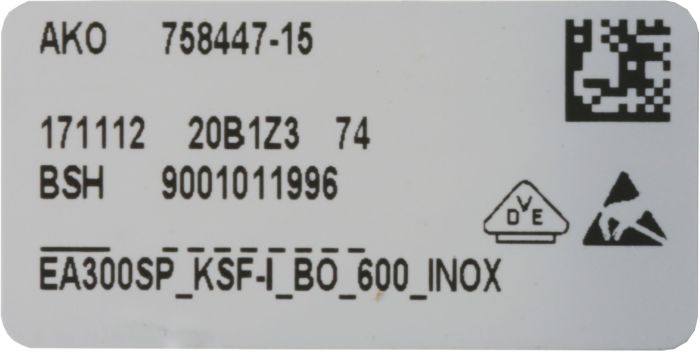 AKO 758447-15
171112 20B1Z3 74
BSH 9001011996
DVE
EA300SP_KSF-I_BO_600_INOX